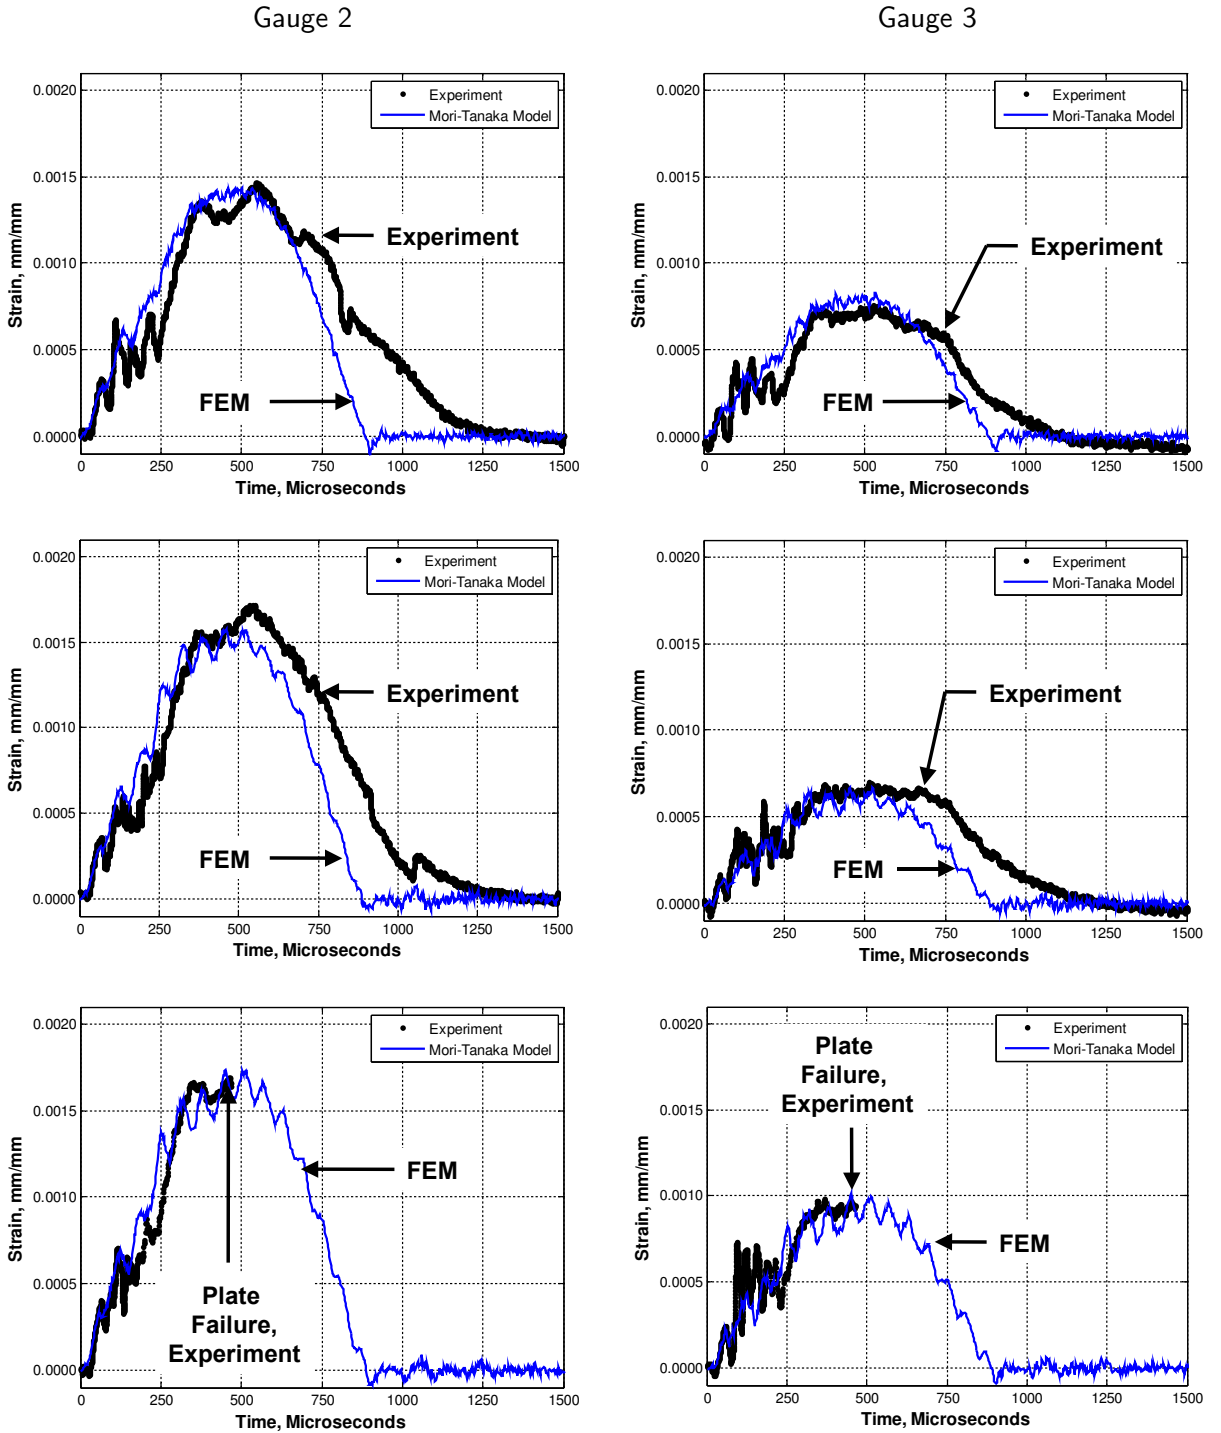 Gauge 2
Gauge 3
0.0020
0.0015
0.0010
0.0005
0.0000
Strain, mm/mm
Experiment
Mori-Tanaka Model
Experiment
FEM
0 250 500 750 1000 1250 1500
Time, Microseconds
0.0020
0.0015
0.0010
0.0005
0.0000
Strain, mm/mm
Experiment
Mori-Tanaka Model
Experiment
FEM
0 250 500 750 1000 1250 1500
Time, Microseconds
0.0020
0.0015
0.0010
0.0005
0.0000
Strain, mm/mm
Experiment
Mori-Tanaka Model
Experiment
FEM
0 250 500 750 1000 1250 1500
Time, Microseconds
0.0020
0.0015
0.0010
0.0005
0.0000
Strain, mm/mm
Experiment
Mori-Tanaka Model
Experiment
FEM
0 250 500 750 1000 1250 1500
Time, Microseconds
0.0020
0.0015
0.0010
0.0005
0.0000
Strain, mm/mm
Experiment
Mori-Tanaka Model
FEM
Plate
Failure,
Experiment
0 250 500 750 1000 1250 1500
Time, Microseconds
0.0020
0.0015
0.0010
0.0005
0.0000
Strain, mm/mm
Experiment
Mori-Tanaka Model
Plate
Failure,
Experiment
FEM
0 250 500 750 1000 1250 1500
Time, Microseconds